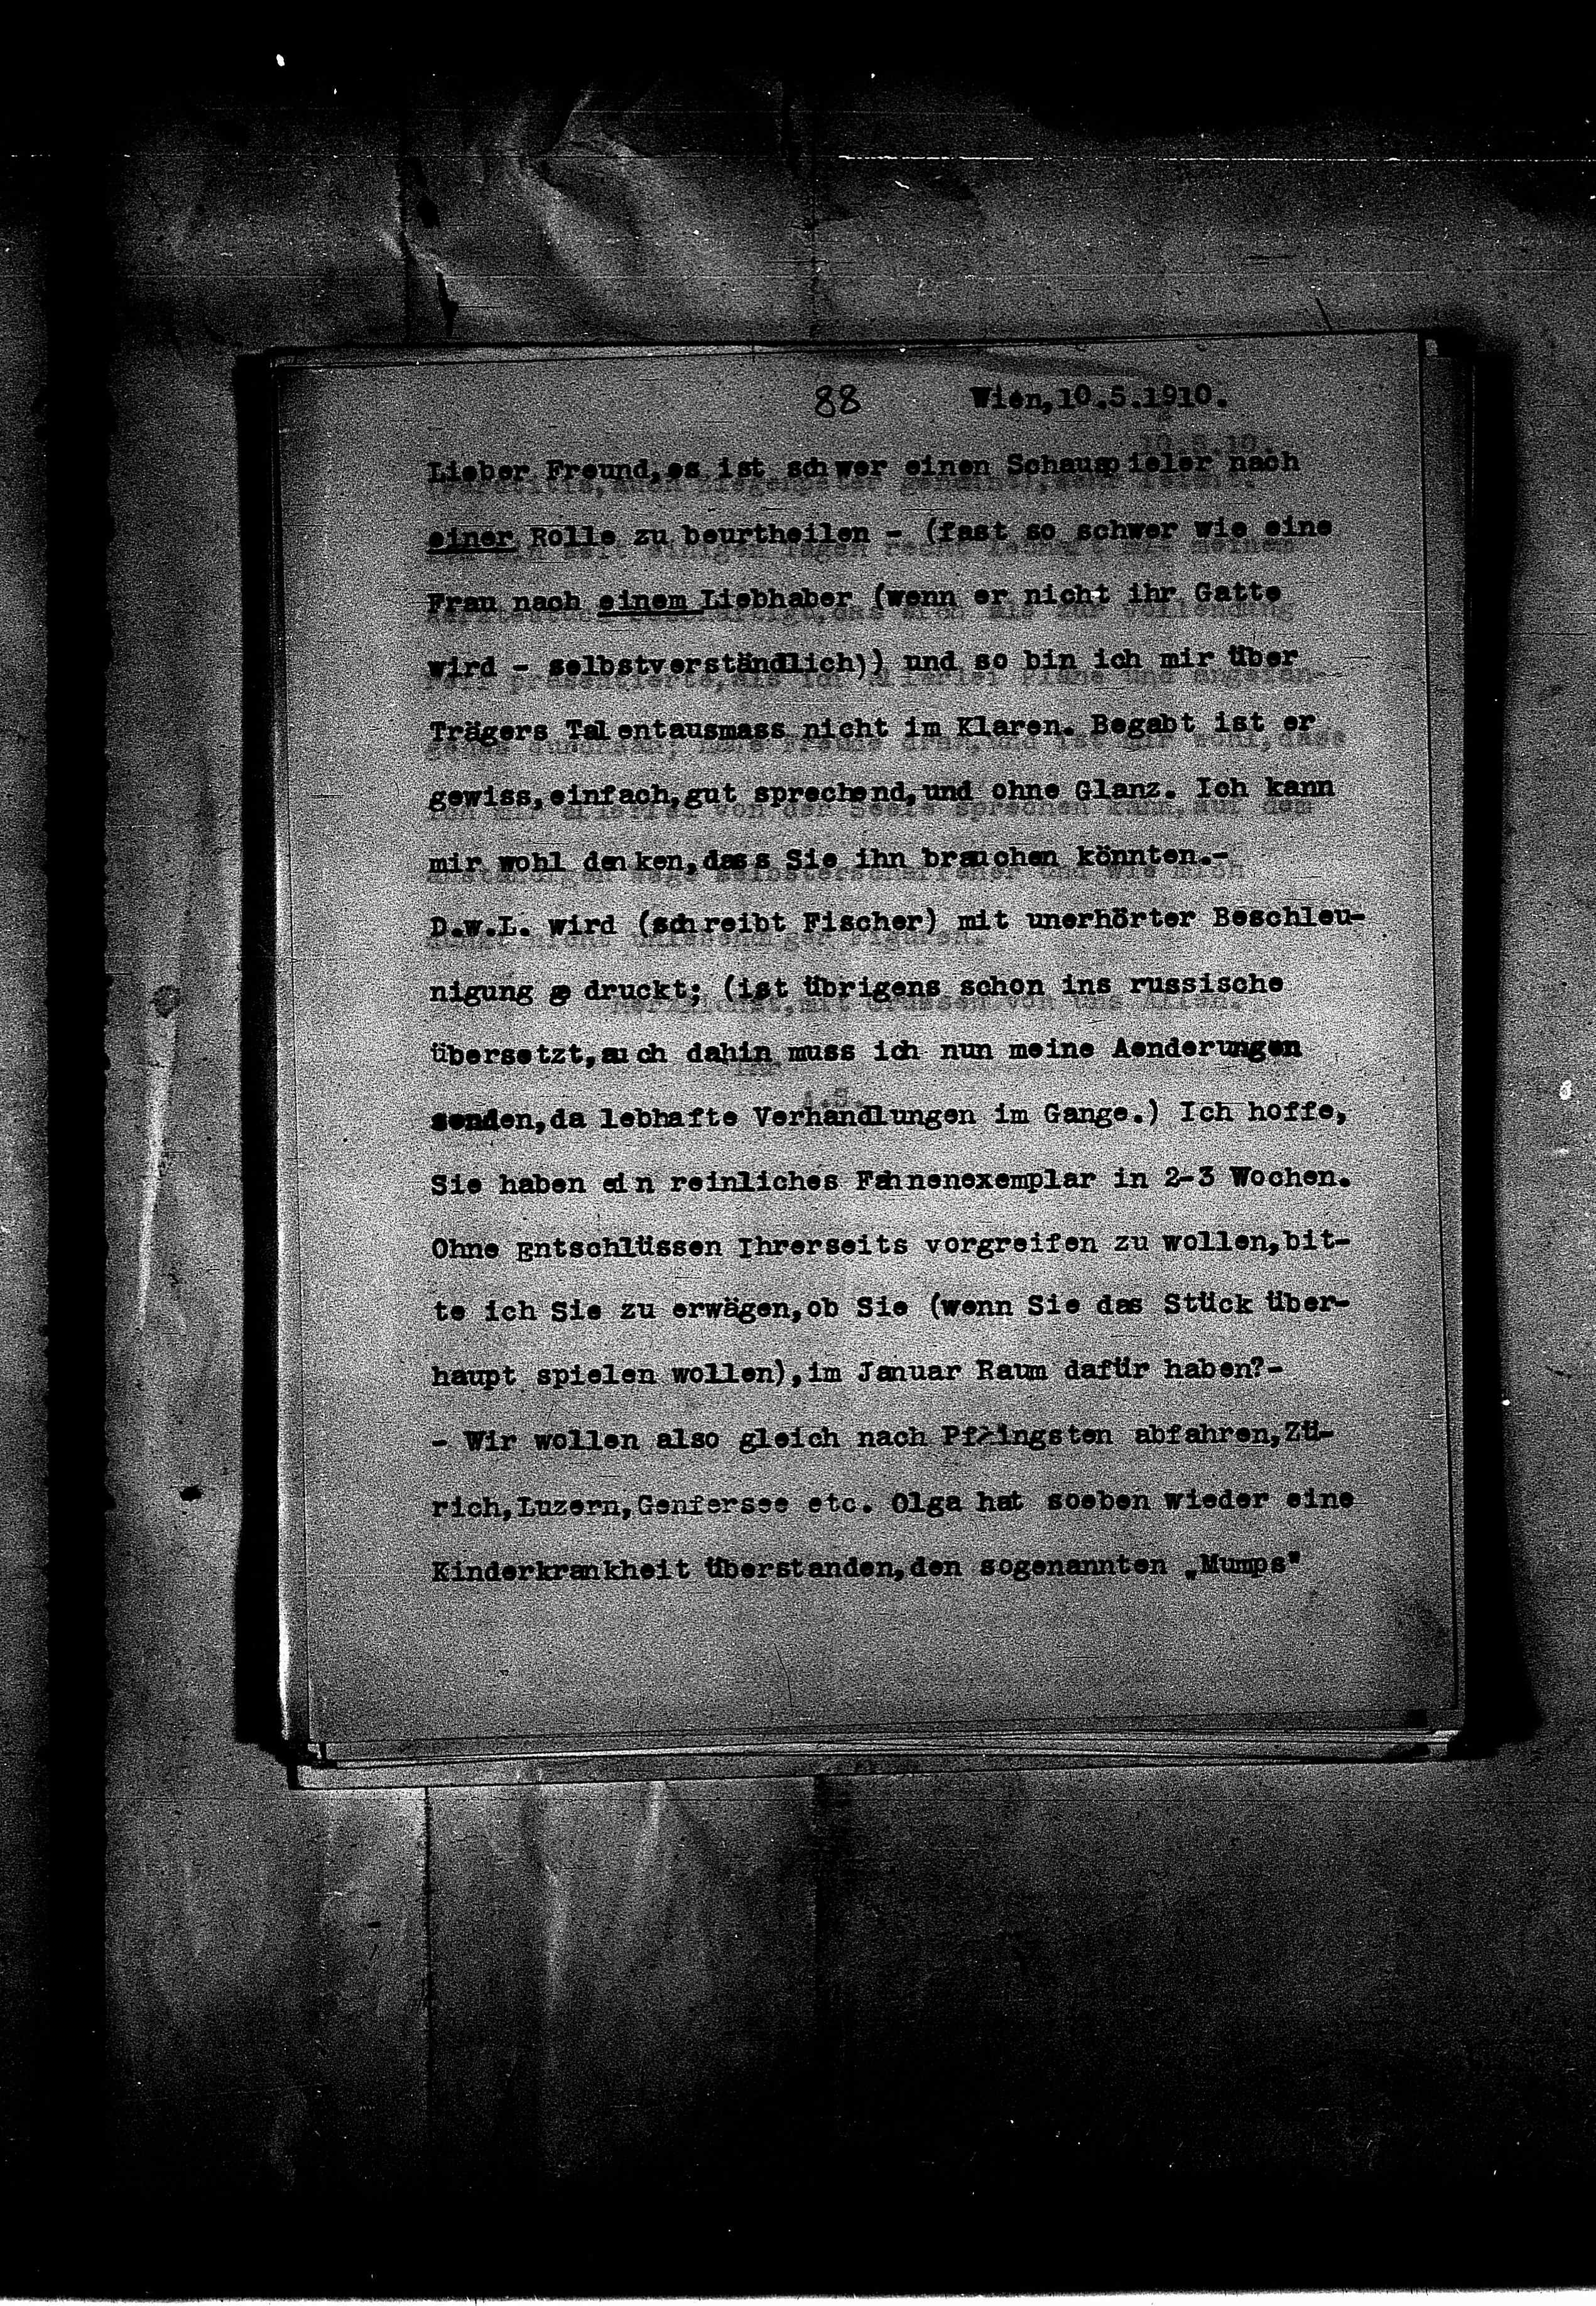 88 Wien,10.5.1910.
Lieber Freund,es ist schwer einen Schauspieler nach
einer Rolle zu beurtheilen - (fast so schwer wie eine
Frau nach einem Liebhaber (wenn er nicht ihr Gatte
wird - selbstverständlich)) und so bin ich mir über
Trägers Talentausmass nicht im Klaren. Begabt ist er
gewiss,einfach,gut sprechend,und ohne Glanz. Ich kann
mir wohl denken,dass Sie ihn brauchen könnten.-
D.w.L. wird (schreibt Fischer) mit unerhörter Beschleu-
nigung gedruckt; (ist übrigens schon ins russische
übersetzt,auch dahin muss ich nun meine Aenderungen
senden,da lebhafte Verhandlungen im Gange.) Ich hoffe,
Sie haben ein reinliches Fahnenexemplar in 2-3 Wochen.
Ohne Entschlüssen Ihrerseits vorgreifen zu wollen,bit-
te ich Sie zu erwägen,ob Sie (wenn Sie das Stück über-
haupt spielen wollen),im Januar Raum dafür haben?-
- Wir wollen also gleich nach Pfingsten abfahren,Zü-
rich,Luzern,Genfersee etc. Olga hat soeben wieder eine
Kinderkrankheit überstanden,den sogenannten „Mumps"